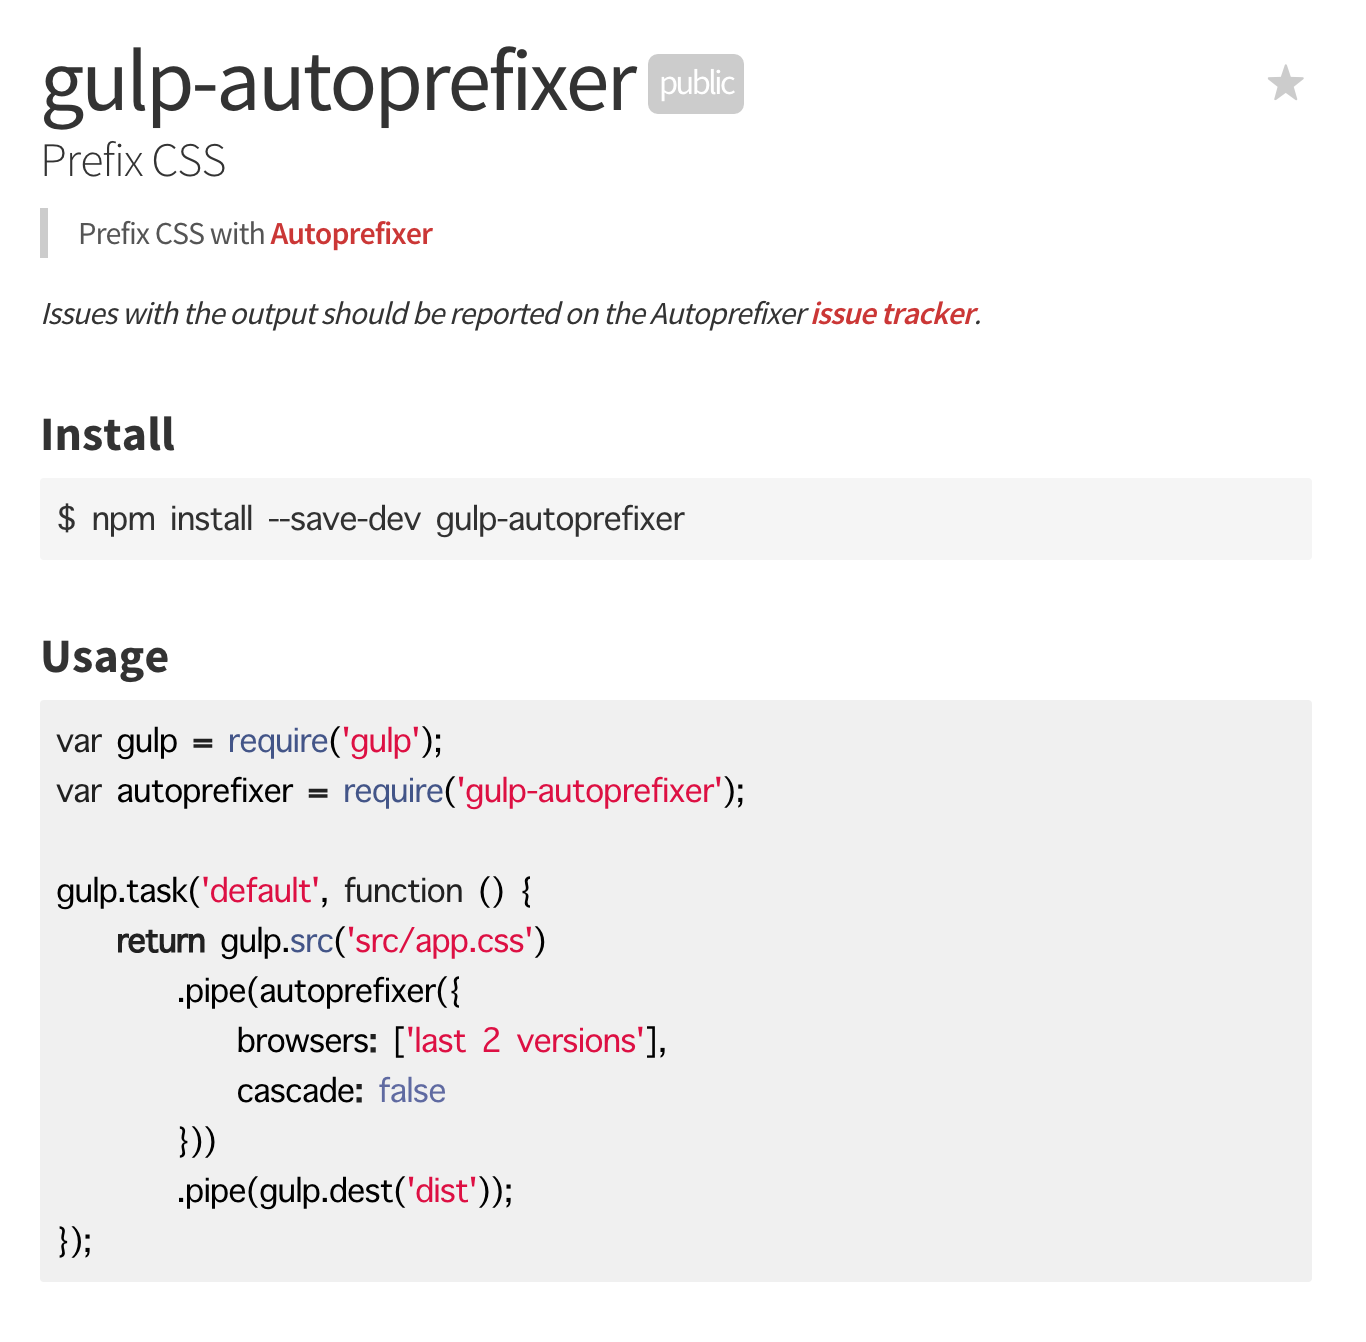 gulp-autoprefixer public
Prefix CSS
Prefix CSS with Autoprefixer
Issues with the output should be reported on the Autoprefixer issue tracker.
Install
$ npm install --save-dev gulp-autoprefixer
Usage
var gulp = require('gulp');
var autoprefixer = require('gulp-autoprefixer');
gulp.task('default', function () {
    return gulp.src('src/app.css')
        .pipe(autoprefixer({
            browsers: ['last 2 versions'],
            cascade: false
        }))
        .pipe(gulp.dest('dist'));
});